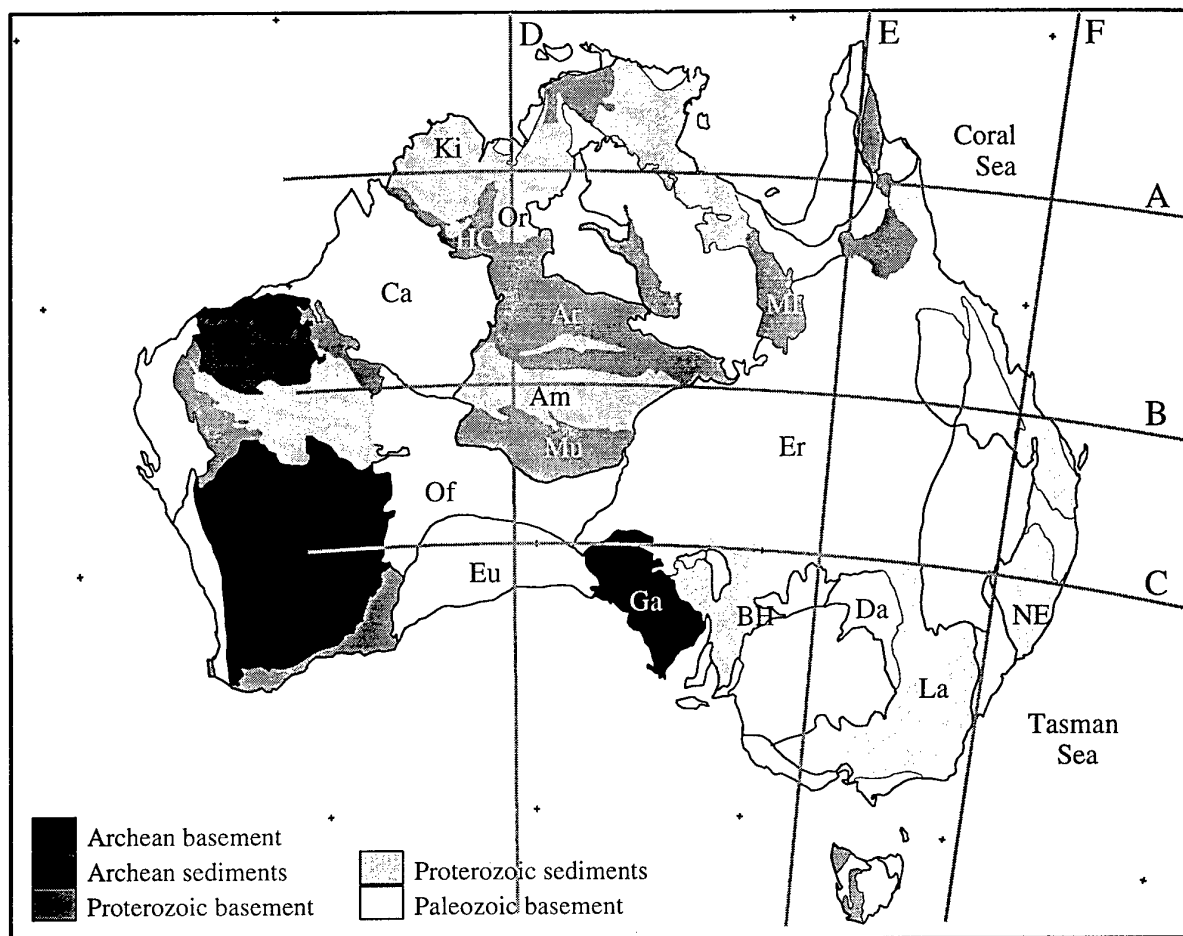 D
E
F
Ki
Coral
Sea
A
Or
HC
Ca
MI
Ar
Am
B
Mu
Er
Of
Eu
C
Ga
BH
Da
NE
La
Tasman
Sea
Archean basement
Archean sediments
Proterozoic sediments
Proterozoic basement
Paleozoic basement